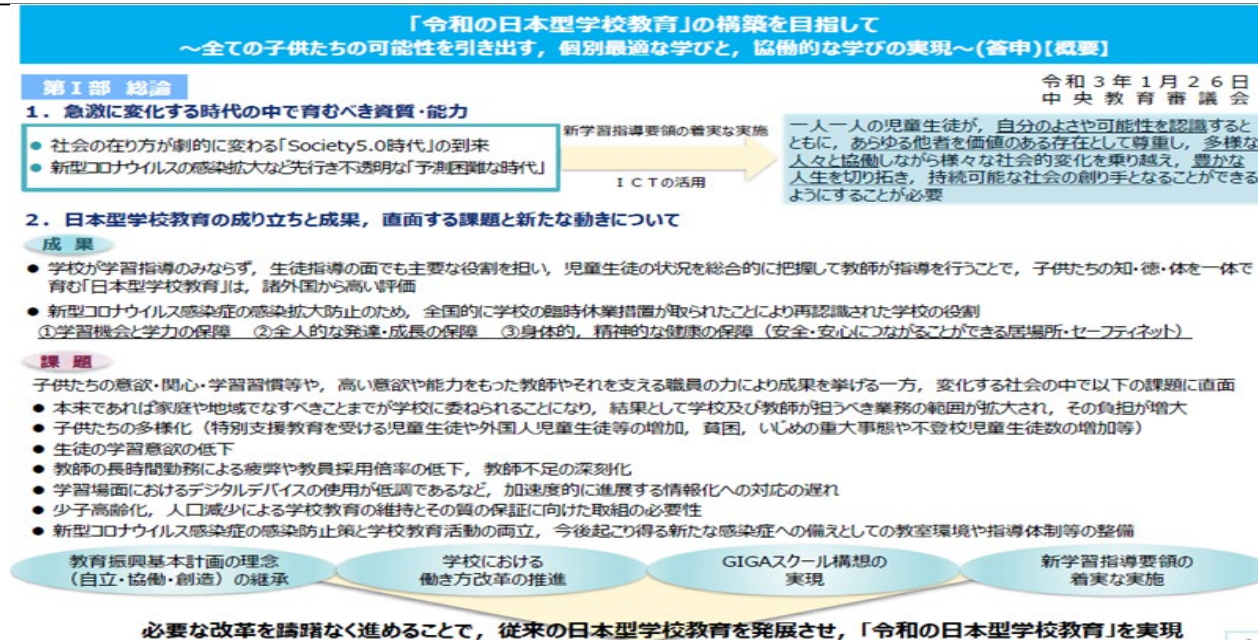 「令和の日本型学校教育」の構築を目指して
～全ての子供たちの可能性を引き出す，個別最適な学びと，協働的な学びの実現～(答申)【概要】
第Ⅰ部 総論
令和３年１月２６日
中央教育審議会
1. 急激に変化する時代の中で育むべき資質・能力
● 社会の在り方が劇的に変わる「Society5.0時代」の到来
● 新型コロナウイルスの感染拡大など先行き不透明な「予測困難な時代」
新学習指導要領の着実な実施
ＩＣＴの活用
一人一人の児童生徒が，自分のよさや可能性を認識すると
ともに，あらゆる他者を価値のある存在として尊重し，多様な
人々と協働しながら様々な社会的変化を乗り越え，豊かな
人生を切り拓き，持続可能な社会の創り手となることができる
ようにすることが必要
2. 日本型学校教育の成り立ちと成果，直面する課題と新たな動きについて
成 果
● 学校が学習指導のみならず，生徒指導の面でも主要な役割を担い，児童生徒の状況を総合的に把握して教師が指導を行うことで，子供たちの知・徳・体を一体で
育む「日本型学校教育」は，諸外国から高い評価
● 新型コロナウイルス感染症の感染拡大防止のため，全国的に学校の臨時休業措置が取られたことにより再認識された学校の役割
①学習機会と学力の保障 ②全人的な発達・成長の保障 ③身体的，精神的な健康の保障（安全・安心につながることができる居場所・セーフティネット）
課 題
子供たちの意欲・関心・学習習慣等や，高い意欲や能力をもった教師やそれを支える職員の力により成果を挙げる一方，変化する社会の中で以下の課題に直面
● 本来であれば家庭や地域でなすべきことまでが学校に委ねられることになり，結果として学校及び教師が担うべき業務の範囲が拡大され，その負担が増大
● 子供たちの多様化（特別支援教育を受ける児童生徒や外国人児童生徒等の増加，貧困，いじめの重大事態や不登校児童生徒数の増加等）
● 生徒の学習意欲の低下
● 教師の長時間勤務による疲弊や教員採用倍率の低下，教師不足の深刻化
● 学習場面におけるデジタルデバイスの使用が低調であるなど，加速度的に進展する情報化への対応の遅れ
● 少子高齢化，人口減少による学校教育の維持とその質の保証に向けた取組の必要性
● 新型コロナウイルス感染症の感染防止策と学校教育活動の両立，今後起こり得る新たな感染症への備えとしての教室環境や指導体制等の整備
教育振興基本計画の理念
（自立・協働・創造）の継承
学校における
働き方改革の推進
GIGAスクール構想の
実現
新学習指導要領の
着実な実施
必要な改革を躊躇なく進めることで，従来の日本型学校教育を発展させ，「令和の日本型学校教育」を実現